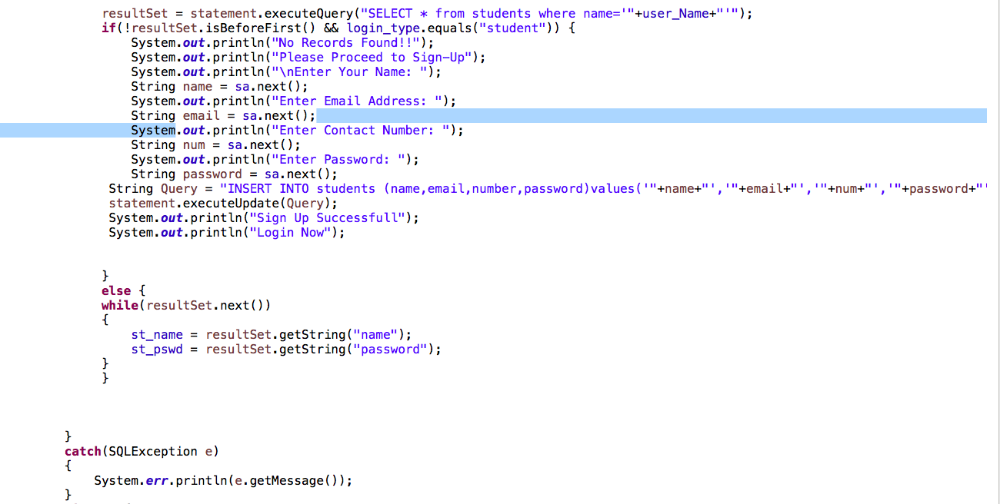 resultSet = statement.executeQuery("SELECT * from students where name='"+user_Name+"'");
if(!resultSet.isBeforeFirst() && login_type.equals("student")) {
System.out.println("No Records Found!!");
System.out.println("Please Proceed to Sign-Up");
System.out.println("\nEnter Your Name: ");
String name = sa.next();
System.out.println("Enter Email Address: ");
String email = sa.next();
System.out.println("Enter Contact Number: ");
String num = sa.next();
System.out.println("Enter Password: ");
String password = sa.next();
String Query = "INSERT INTO students (name,email,number,password)values('"+name+"','"+email+"','"+num+"','"+password+"'
statement.executeUpdate(Query);
System.out.println("Sign Up Successfull");
System.out.println("Login Now");
}
else {
while(resultSet.next())
{
st_name = resultSet.getString("name");
st_pswd = resultSet.getString("password");
}
}
}
catch(SQLException e)
{
System.err.println(e.getMessage());
}